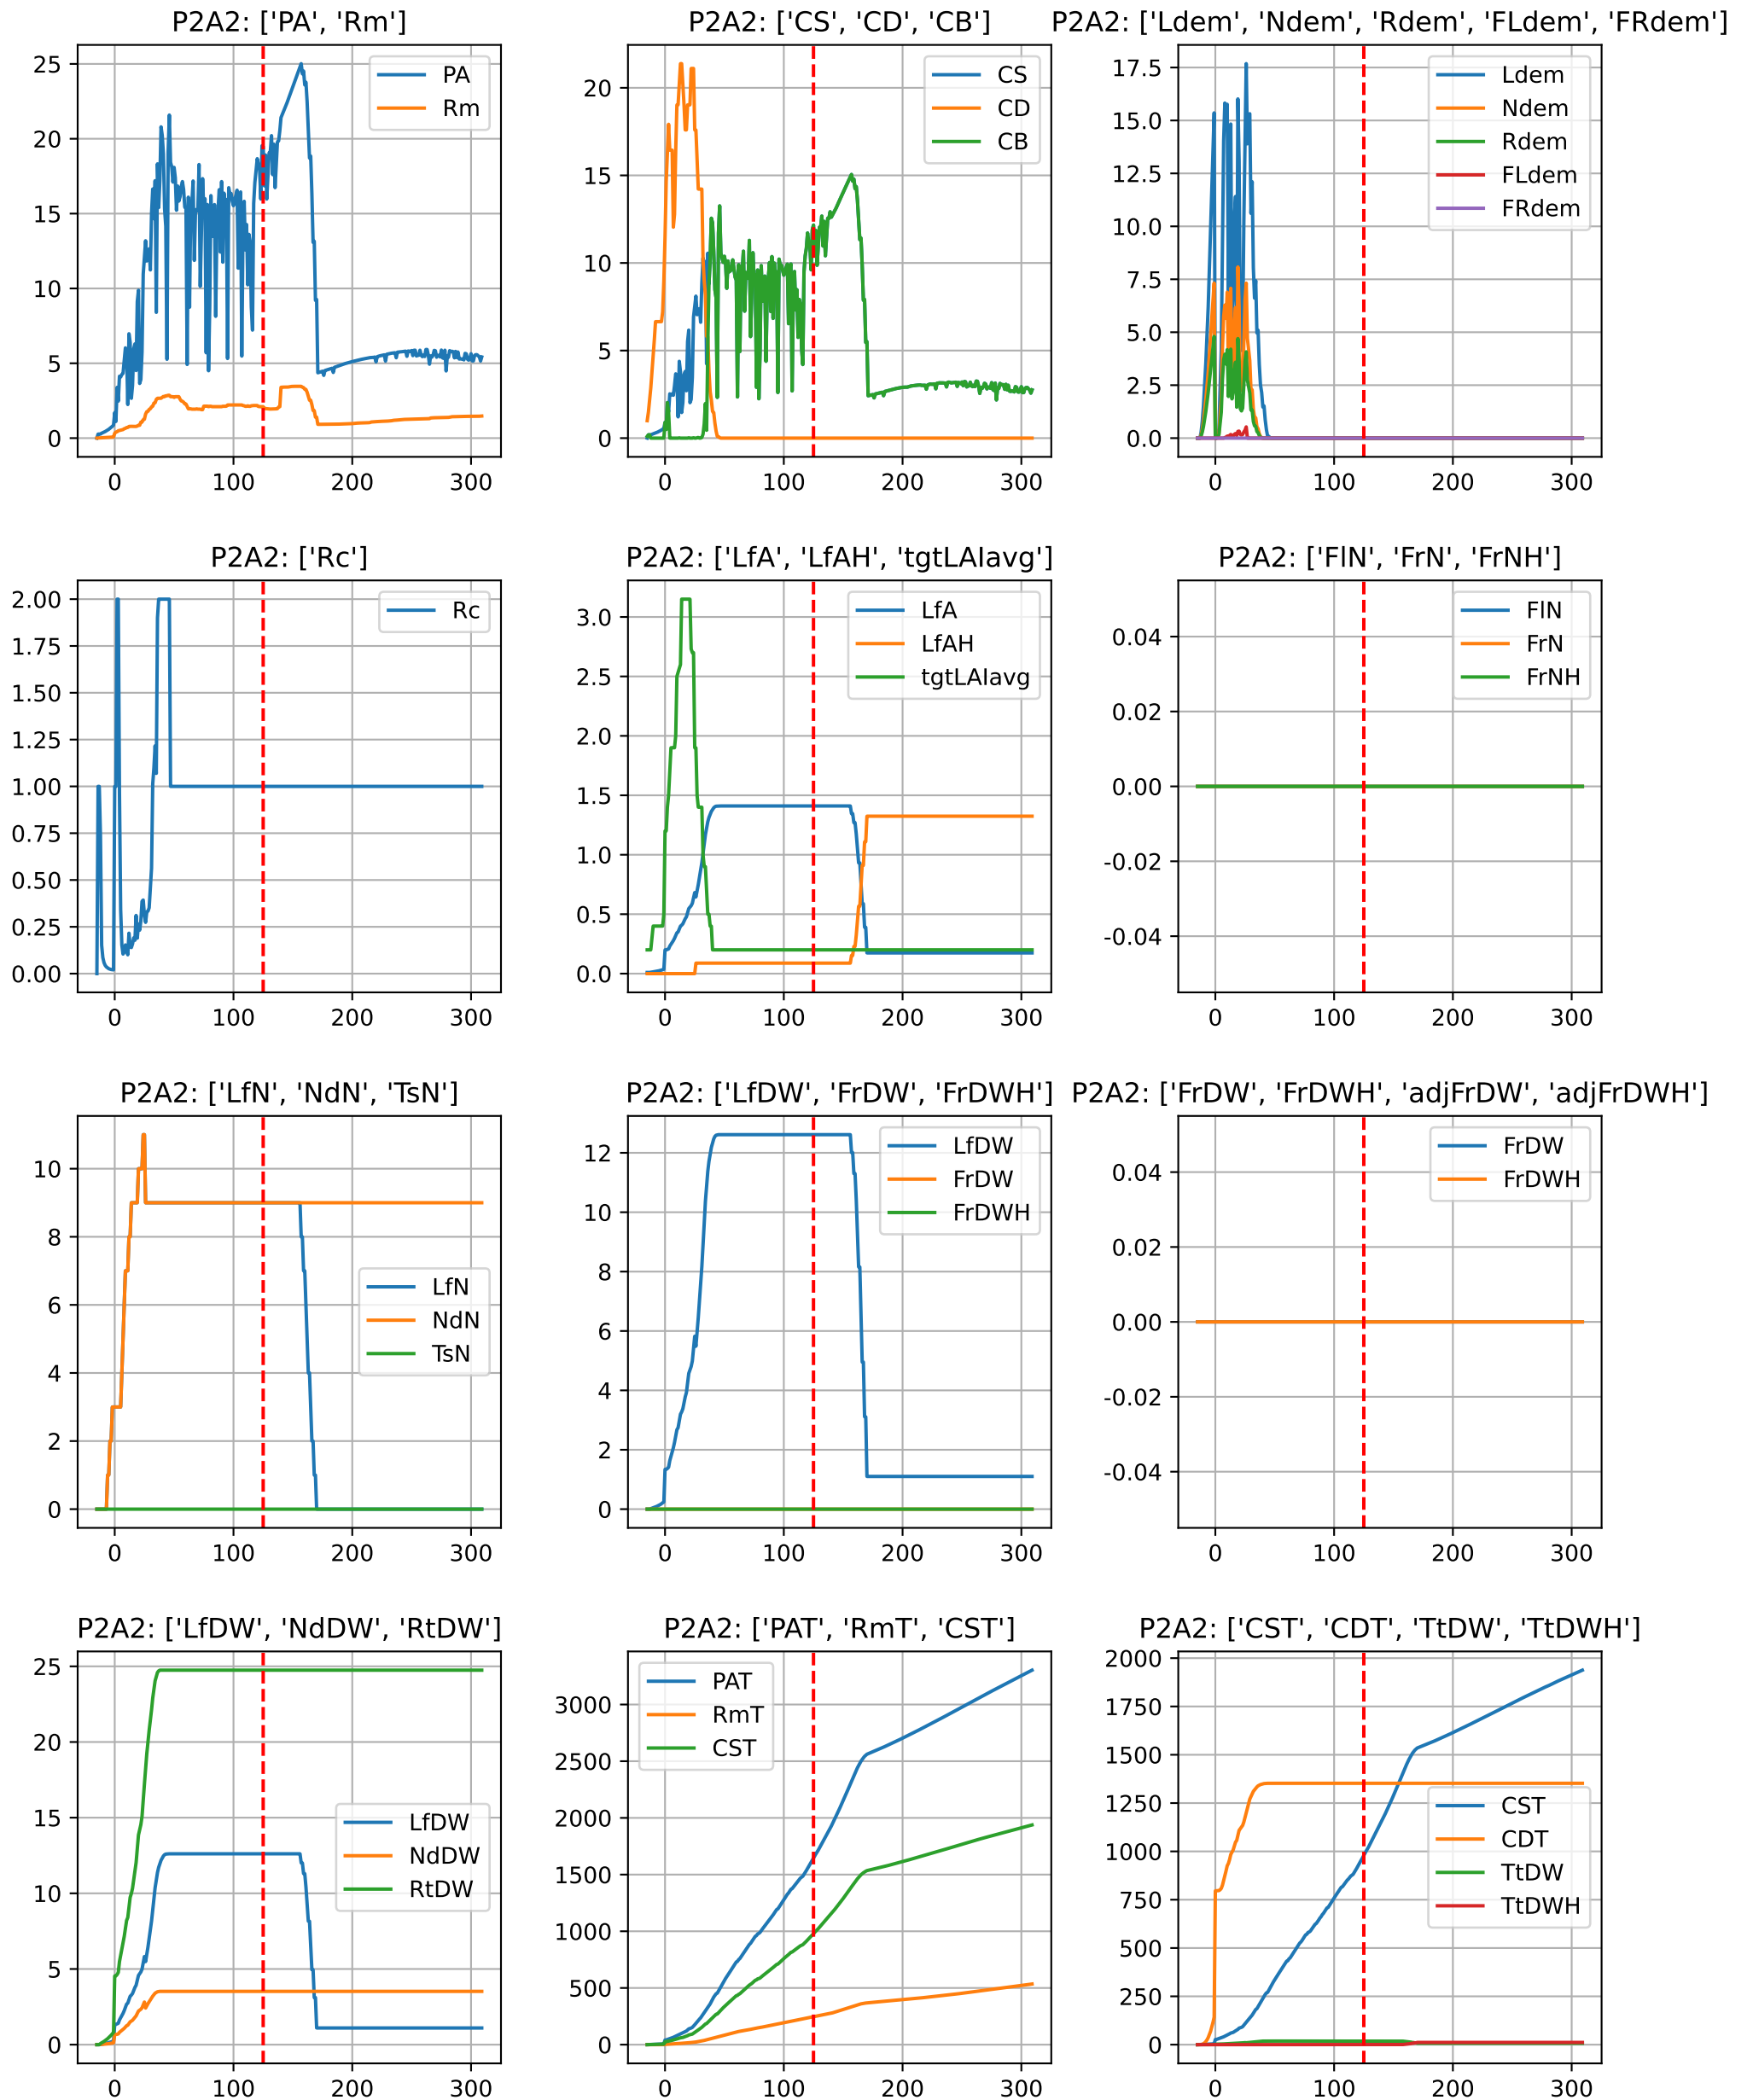 P2A2: ['PA', 'Rm']
25
20
15
10
5
0
PA
Rm
0 100 200 300
P2A2: ['CS', 'CD', 'CB']
20
15
10
5
0
CS
CD
CB
0 100 200 300
P2A2: ['Ldem', 'Ndem', 'Rdem', 'FLdem', 'FRdem']
17.5
15.0
12.5
10.0
7.5
5.0
2.5
0.0
Ldem
Ndem
Rdem
FLdem
FRdem
0 100 200 300
P2A2: ['Rc']
2.00
1.75
1.50
1.25
1.00
0.75
0.50
0.25
0.00
Rc
0 100 200 300
P2A2: ['LfA', 'LfAH', 'tgtLAIavg']
3.0
2.5
2.0
1.5
1.0
0.5
0.0
LfA
LfAH
tgtLAIavg
0 100 200 300
P2A2: ['FlN', 'FrN', 'FrNH']
0.04
0.02
0.00
-0.02
-0.04
FlN
FrN
FrNH
0 100 200 300
P2A2: ['LfN', 'NdN', 'TsN']
10
8
6
4
2
0
LfN
NdN
TsN
0 100 200 300
P2A2: ['LfDW', 'FrDW', 'FrDWH']
12
10
8
6
4
2
0
LfDW
FrDW
FrDWH
0 100 200 300
P2A2: ['FrDW', 'FrDWH', 'adjFrDW', 'adjFrDWH']
0.04
0.02
0.00
-0.02
-0.04
FrDW
FrDWH
0 100 200 300
P2A2: ['LfDW', 'NdDW', 'RtDW']
25
20
15
10
5
0
LfDW
NdDW
RtDW
0 100 200 300
P2A2: ['PAT', 'RmT', 'CST']
3000
2500
2000
1500
1000
500
0
PAT
RmT
CST
0 100 200 300
P2A2: ['CST', 'CDT', 'TtDW', 'TtDWH']
2000
1750
1500
1250
1000
750
500
250
0
CST
CDT
TtDW
TtDWH
0 100 200 300